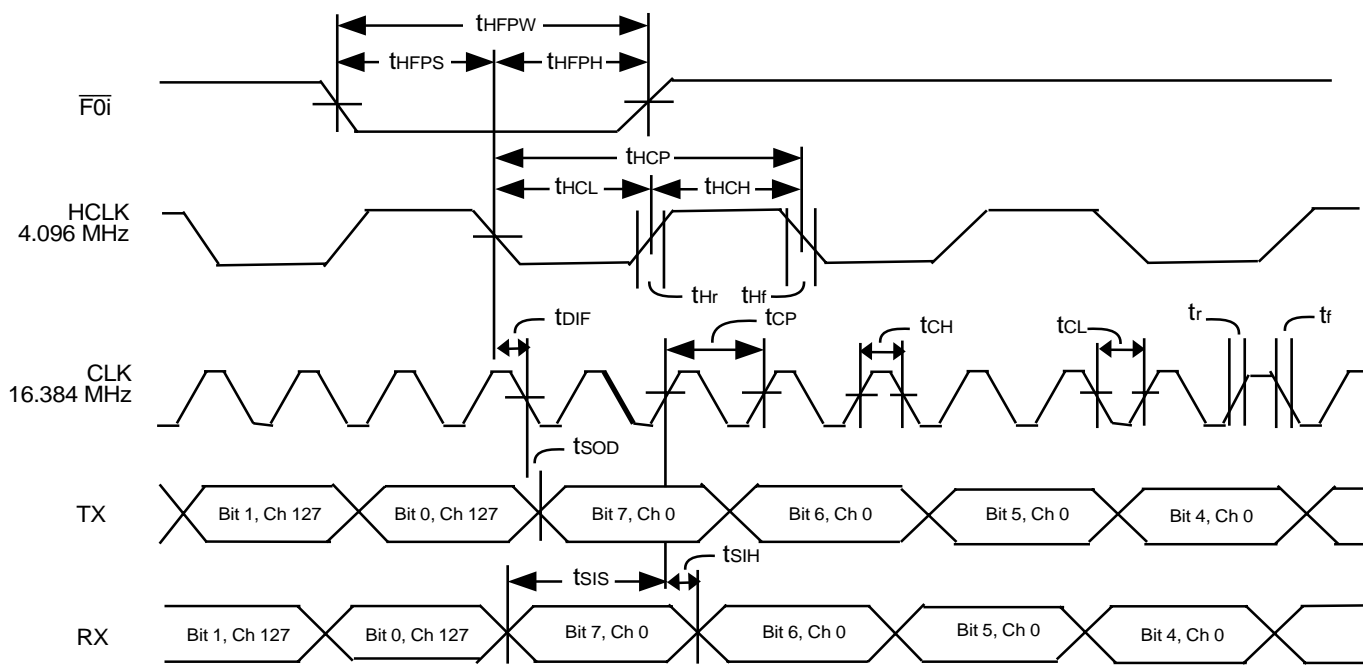 tHFPW
tHFPS
tHFPH
F0i
tHCP
tHCL
tHCH
HCLK
4.096 MHz
tHr
tHf
tDIF
tCP
tCH
tCL
tr
tf
CLK
16.384 MHz
tSOD
TX
Bit 1, Ch 127
Bit 0, Ch 127
Bit 7, Ch 0
Bit 6, Ch 0
Bit 5, Ch 0
Bit 4, Ch 0
tSIH
tSIS
RX
Bit 1, Ch 127
Bit 0, Ch 127
Bit 7, Ch 0
Bit 6, Ch 0
Bit 5, Ch 0
Bit 4, Ch 0